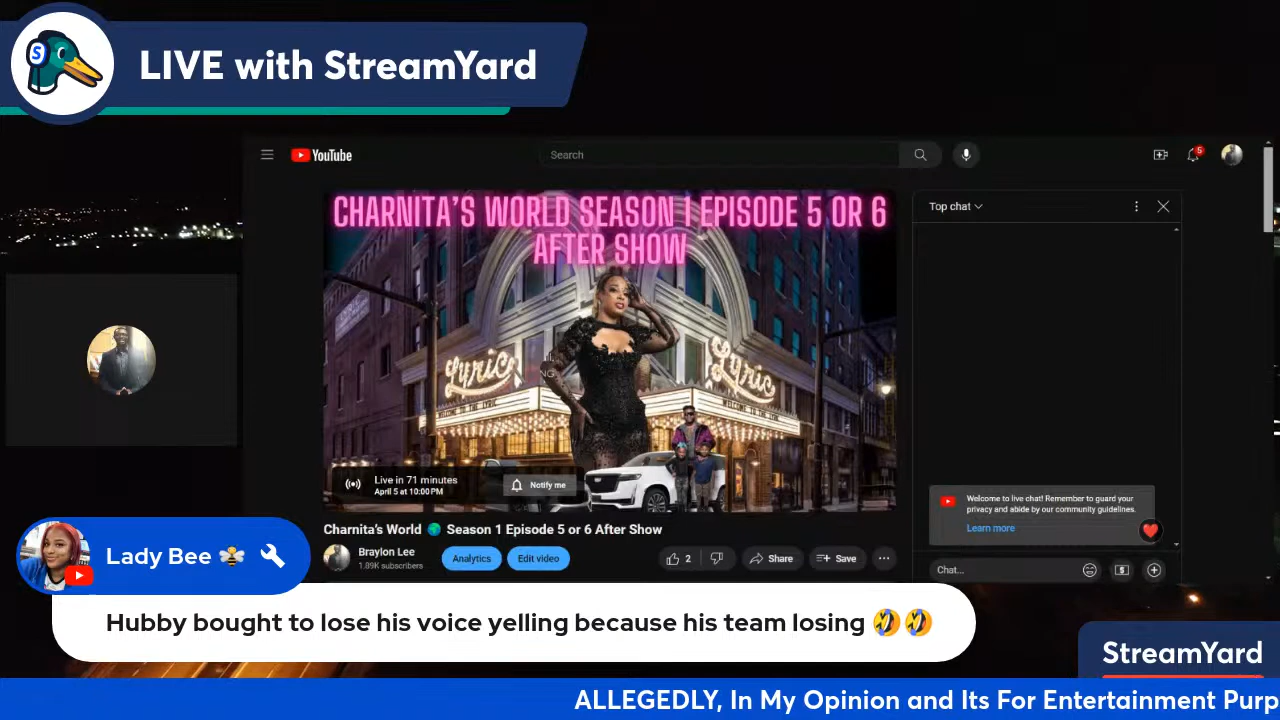 S
LIVE with StreamYard
YouTube
Search
5
CHARNITA'S WORLD SEASON 1 EPISODE 5 OR 6
AFTER SHOW
Lyric
Lyric
Live in 71 minutes
April 5 at 10:00PM
Notify me
Top chat
Welcome to live chat! Remember to guard your
privacy and abide by our community guidelines.
Learn more
Chat...
Charnita's World 🌍 Season 1 Episode 5 or 6 After Show
Braylon Lee
1.89K subscribers
Analytics
Edit video
2
Share
Save
Lady Bee 🐝
Hubby bought to lose his voice yelling because his team losing 🤣🤣
StreamYard
ALLEGEDLY, In My Opinion and Its For Entertainment Purp